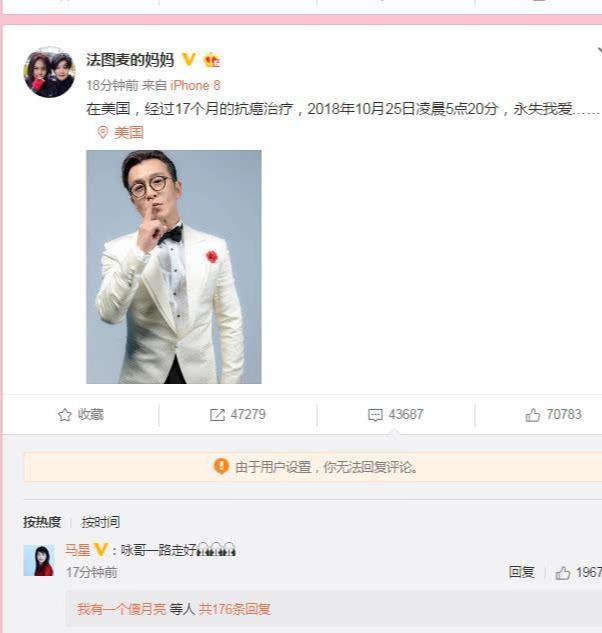 法图麦的妈妈
18分钟前 来自 iPhone 8
在美国，经过17个月的抗癌治疗，2018年10月25日凌晨5点20分，永失我爱……
美国
收藏 47279 43687 70783
由于用户设置，你无法回复评论。
按热度 按时间
马星：咏哥一路走好
17分钟前 回复 1967
我有一个傻月亮 等人 共176条回复